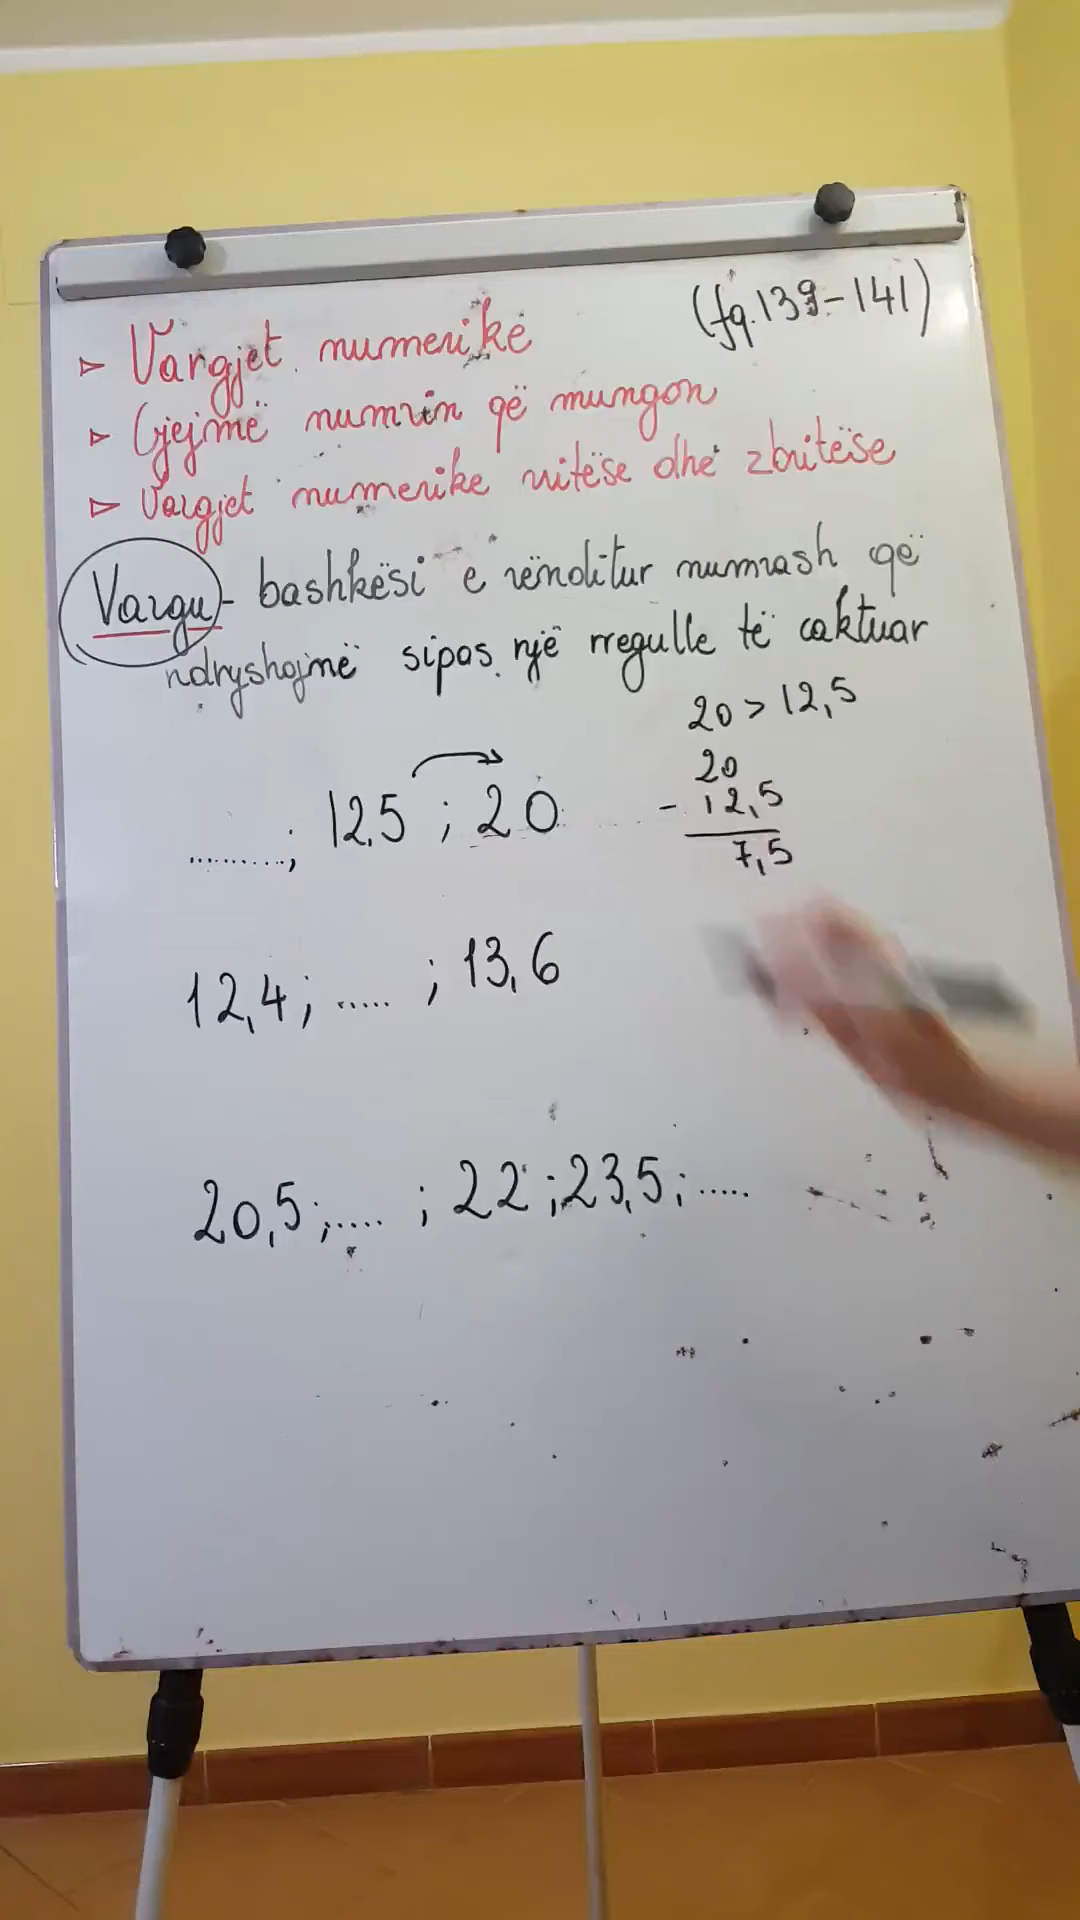 (fq.139-141)
▻ Vargjet numerike
▻ Gjejmë numrin që mungon
▻ Vargjet numerike rritëse dhe zbritëse
Vargu - bashkësi e rënditur numrash që
ndryshojnë sipas një rregulle të caktuar
20 > 12,5
20
- 12,5
7,5
..........; 12,5 ; 20
12,4; ..... ; 13,6
20,5; ..... ; 22 ; 23,5; .....